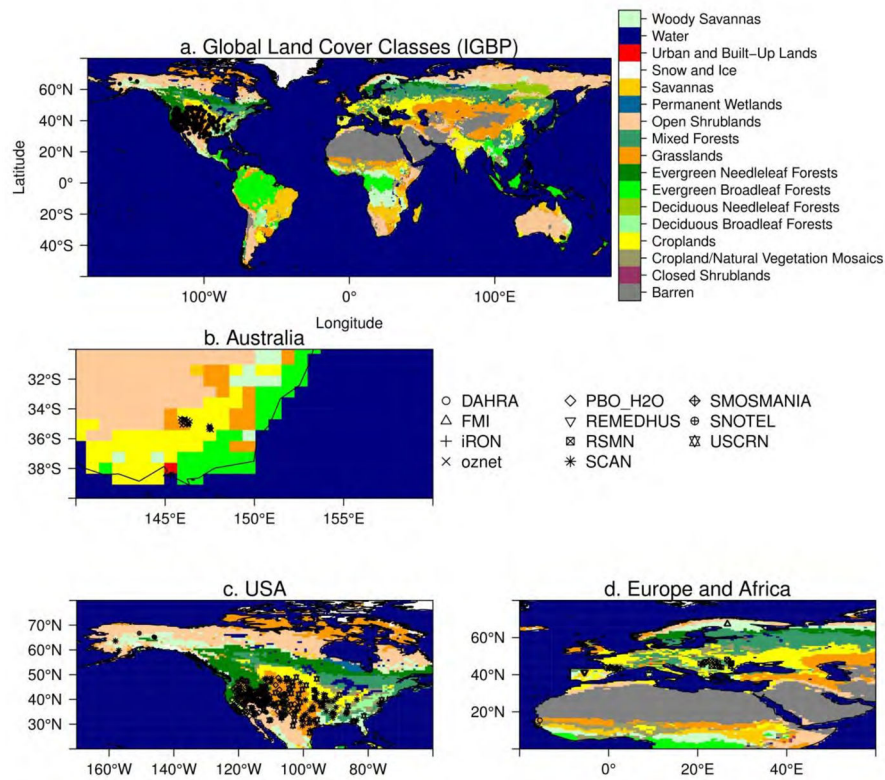 a. Global Land Cover Classes (IGBP)
Latitude
60°N
40°N
20°N
0°
20°S
40°S
100°W
0°
100°E
Longitude
Woody Savannas
Water
Urban and Built−Up Lands
Snow and Ice
Savannas
Permanent Wetlands
Open Shrublands
Mixed Forests
Grasslands
Evergreen Needleleaf Forests
Evergreen Broadleaf Forests
Deciduous Needleleaf Forests
Deciduous Broadleaf Forests
Croplands
Cropland/Natural Vegetation Mosaics
Closed Shrublands
Barren
b. Australia
32°S
34°S
36°S
38°S
145°E
150°E
155°E
DAHRA
FMI
iRON
oznet
PBO_H2O
REMEDHUS
RSMN
SCAN
SMOSMANIA
SNOTEL
USCRN
c. USA
70°N
60°N
50°N
40°N
30°N
160°W
140°W
120°W
100°W
80°W
d. Europe and Africa
60°N
40°N
20°N
20°W
0°
20°E
40°E